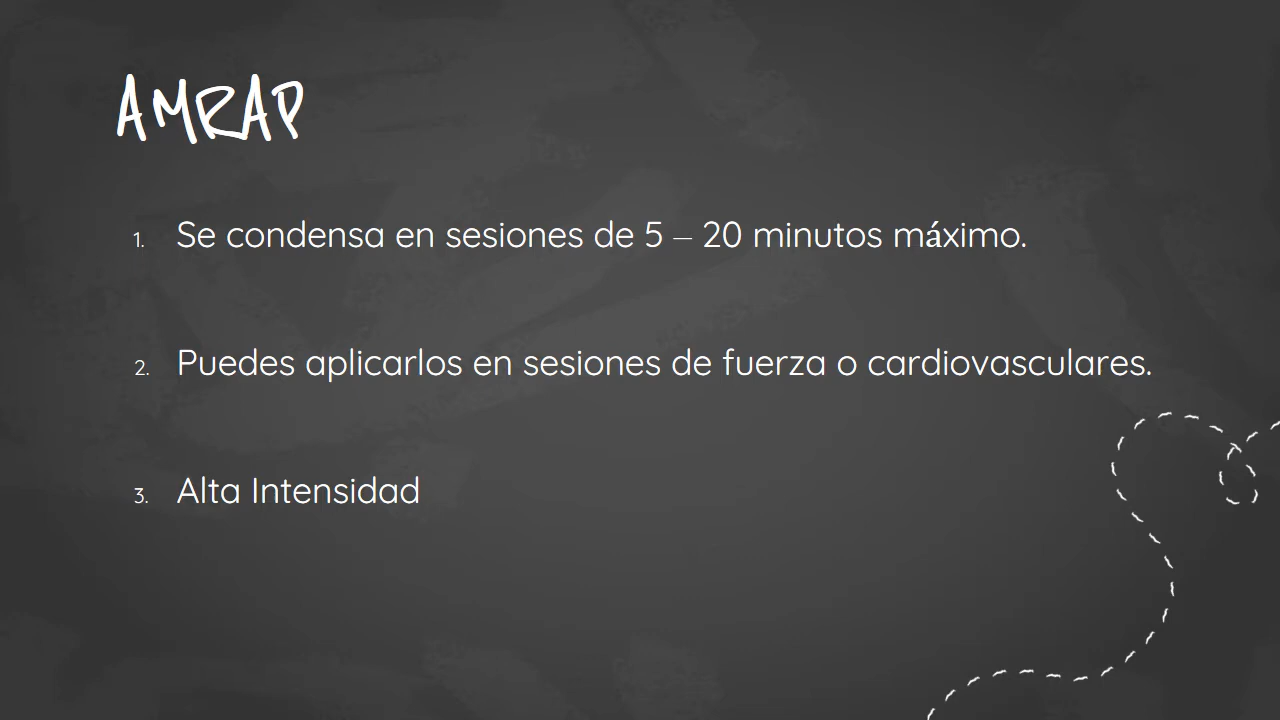 AMRAP
1. Se condensa en sesiones de 5 – 20 minutos máximo.
2. Puedes aplicarlos en sesiones de fuerza o cardiovasculares.
3. Alta Intensidad